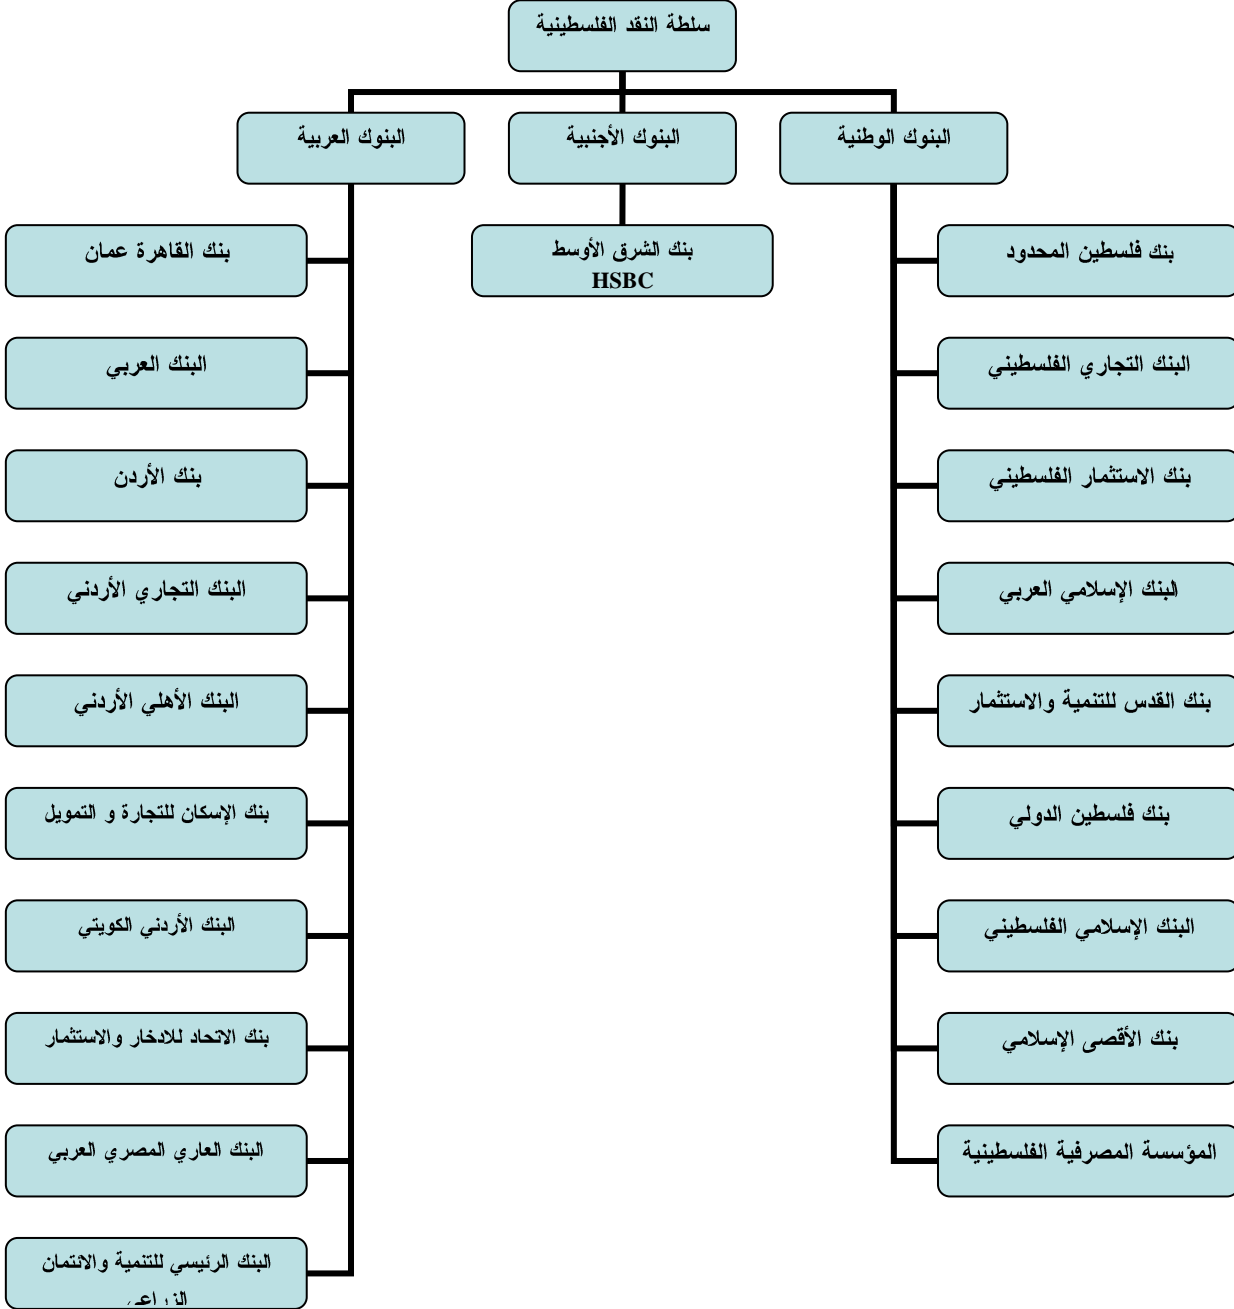 سلطة النقد الفلسطينية
البنوك الوطنية
البنوك الأجنبية
البنوك العربية
بنك فلسطين المحدود
البنك التجاري الفلسطيني
بنك الاستثمار الفلسطيني
البنك الإسلامي العربي
بنك القدس للتنمية والاستثمار
بنك فلسطين الدولي
البنك الإسلامي الفلسطيني
بنك الأقصى الإسلامي
المؤسسة المصرفية الفلسطينية
بنك الشرق الأوسط
HSBC
بنك القاهرة عمان
البنك العربي
بنك الأردن
البنك التجاري الأردني
البنك الأهلي الأردني
بنك الإسكان للتجارة و التمويل
البنك الأردني الكويتي
بنك الاتحاد للادخار والاستثمار
البنك العاري المصري العربي
البنك الرئيسي للتنمية والائتمان
الزراعي